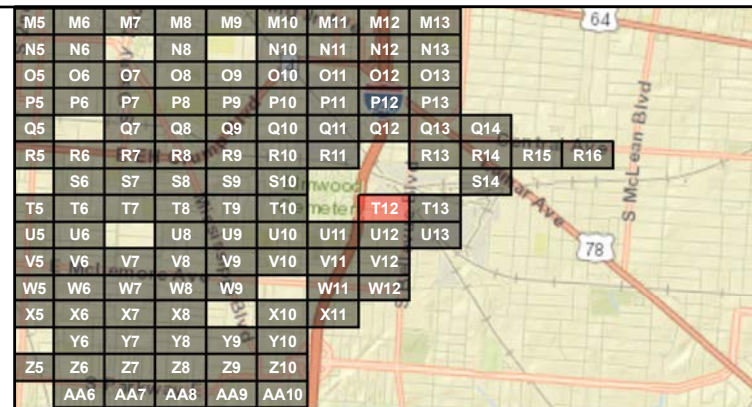 M5 M6 M7 M8 M9 M10 M11 M12 M13
64
N5 N6 N8 N10 N11 N12 N13
O5 O6 O7 O8 O9 O10 O11 O12 O13
P5 P6 P7 P8 P9 P10 P11 P12 P13
Q5 Q7 Q8 Q9 Q10 Q11 Q12 Q13 Q14
Central Ave
R5 R6 R7 R8 R9 R10 R11 R13 R14 R15 R16
S McLean Blvd
S6 S7 S8 S9 S10 S14
T5 T6 T7 T8 T9 T10 T12 T13
U5 U6 U8 U9 U10 U11 U12 U13
78
V5 V6 V7 V8 V9 V10 V11 V12
E McLemore Ave
W5 W6 W7 W8 W9 W11 W12
X5 X6 X7 X8 X10 X11
Y6 Y7 Y8 Y9 Y10
Z5 Z6 Z7 Z8 Z9 Z10
AA6 AA7 AA8 AA9 AA10